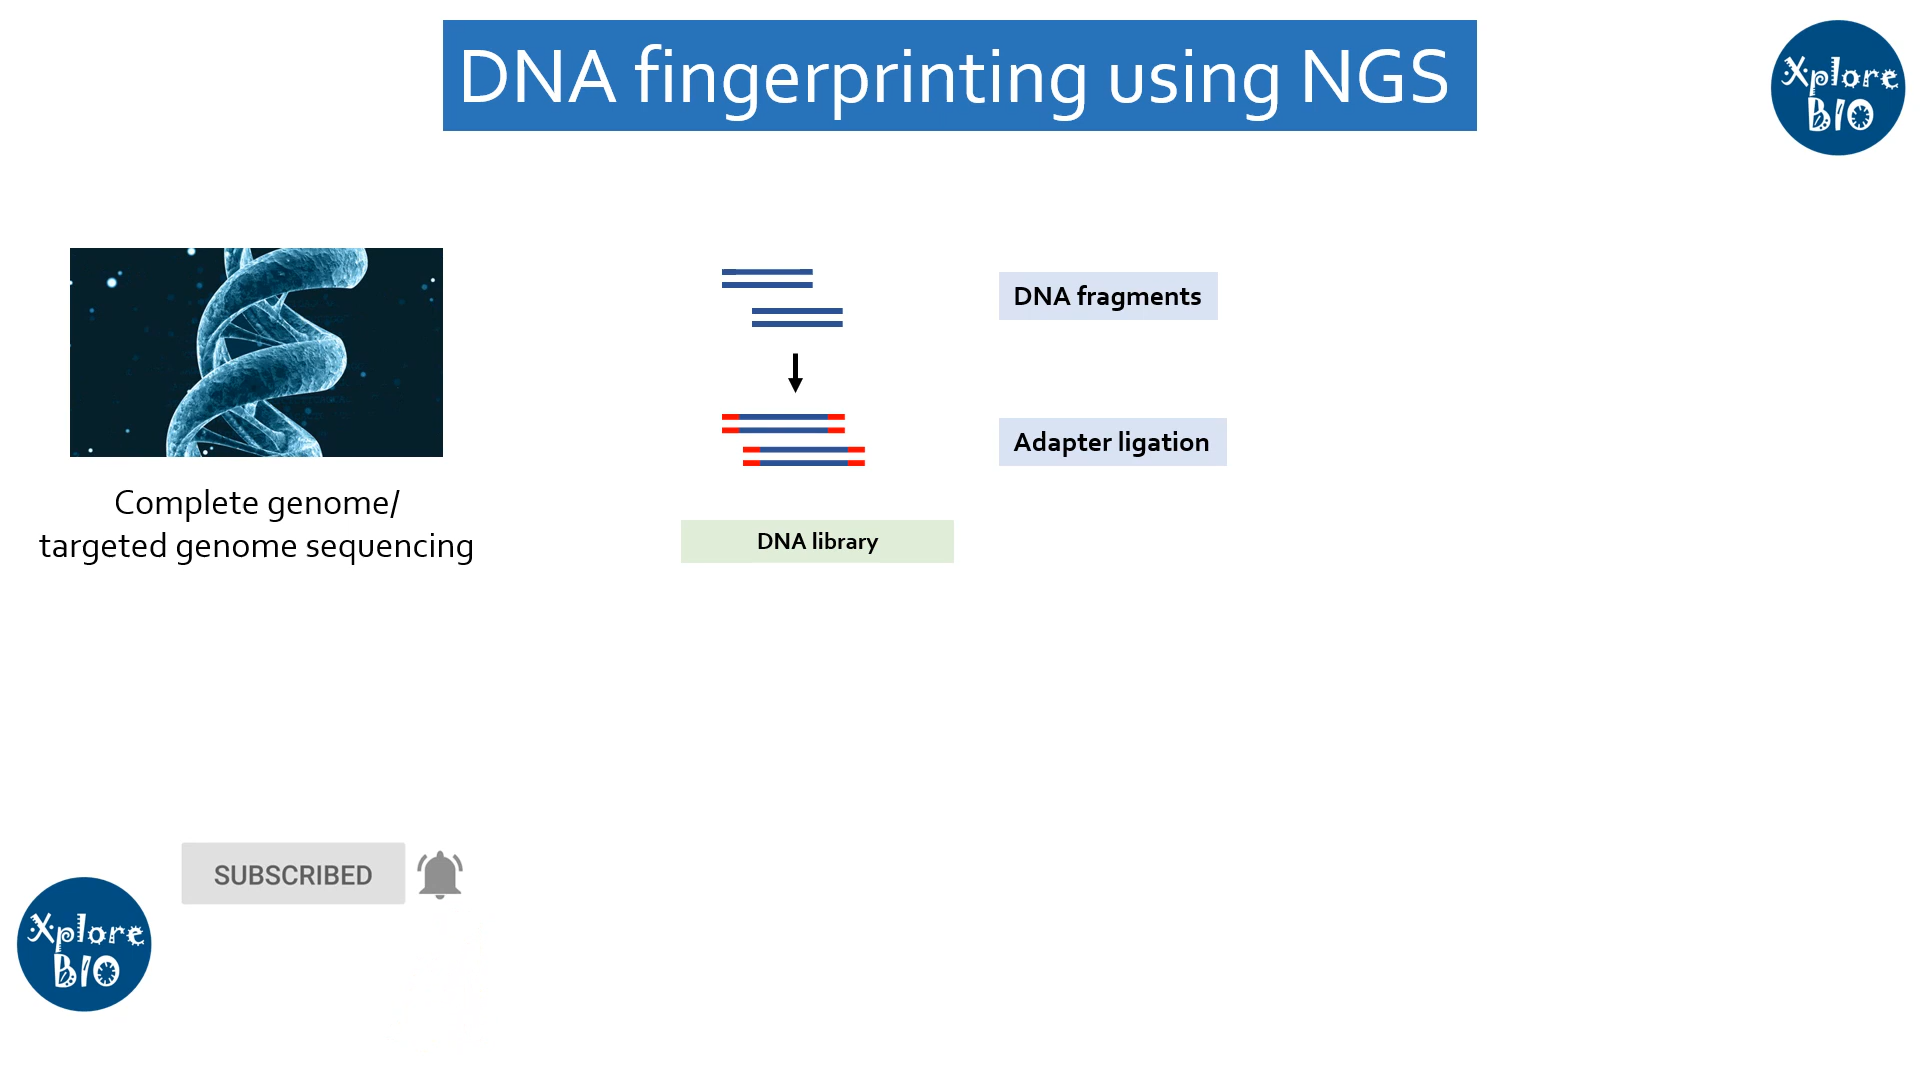 DNA fingerprinting using NGS
Xplore
BIO
DNA fragments
Adapter ligation
Complete genome/
targeted genome sequencing
DNA library
SUBSCRIBED
Xplore
BIO